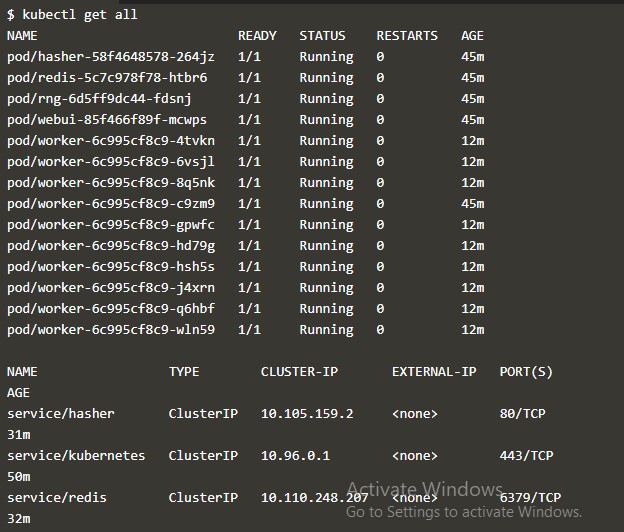 $ kubectl get all
NAME READY STATUS RESTARTS AGE
pod/hasher-58f4648578-264jz 1/1 Running 0 45m
pod/redis-5c7c978f78-htbr6 1/1 Running 0 45m
pod/rng-6d5ff9dc44-fdsnj 1/1 Running 0 45m
pod/webui-85f466f89f-mcwps 1/1 Running 0 45m
pod/worker-6c995cf8c9-4tvkn 1/1 Running 0 12m
pod/worker-6c995cf8c9-6vsjl 1/1 Running 0 12m
pod/worker-6c995cf8c9-8q5nk 1/1 Running 0 12m
pod/worker-6c995cf8c9-c9zm9 1/1 Running 0 45m
pod/worker-6c995cf8c9-gpwfc 1/1 Running 0 12m
pod/worker-6c995cf8c9-hd79g 1/1 Running 0 12m
pod/worker-6c995cf8c9-hsh5s 1/1 Running 0 12m
pod/worker-6c995cf8c9-j4xrn 1/1 Running 0 12m
pod/worker-6c995cf8c9-q6hbf 1/1 Running 0 12m
pod/worker-6c995cf8c9-wln59 1/1 Running 0 12m
NAME TYPE CLUSTER-IP EXTERNAL-IP PORT(S)
AGE
service/hasher ClusterIP 10.105.159.2 <none> 80/TCP
31m
service/kubernetes ClusterIP 10.96.0.1 <none> 443/TCP
50m
service/redis ClusterIP 10.110.248.207 <none> 6379/TCP
32m
Activate Windows
Go to Settings to activate Windows.